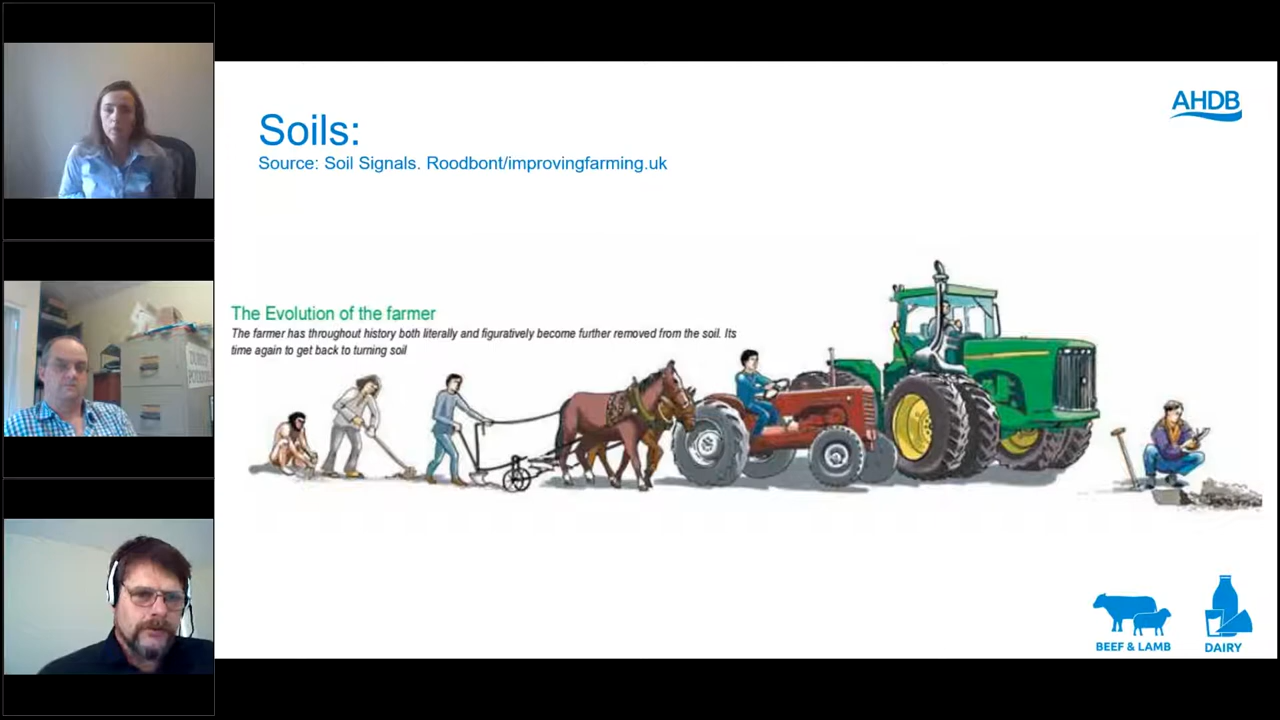 AHDB
Soils:
Source: Soil Signals. Roodbont/improvingfarming.uk
The Evolution of the farmer
The farmer has throughout history both literally and figuratively become further removed from the soil. Its
time again to get back to turning soil
BEEF & LAMB
DAIRY